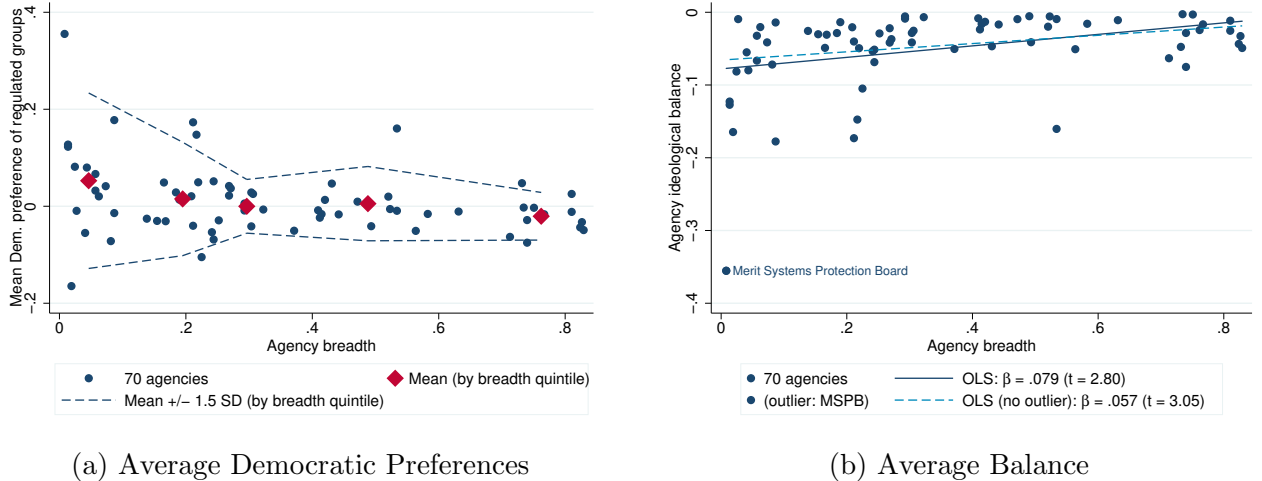 Mean Dem. preference of regulated groups
.4
.2
0
-.2
0
.2
.4
.6
.8
Agency breadth
70 agencies
Mean (by breadth quintile)
Mean +/− 1.5 SD (by breadth quintile)
(a) Average Democratic Preferences
Agency ideological balance
0
-.1
-.2
-.3
-.4
Merit Systems Protection Board
0
.2
.4
.6
.8
Agency breadth
70 agencies
OLS: β = .079 (t = 2.80)
(outlier: MSPB)
OLS (no outlier): β = .057 (t = 3.05)
(b) Average Balance